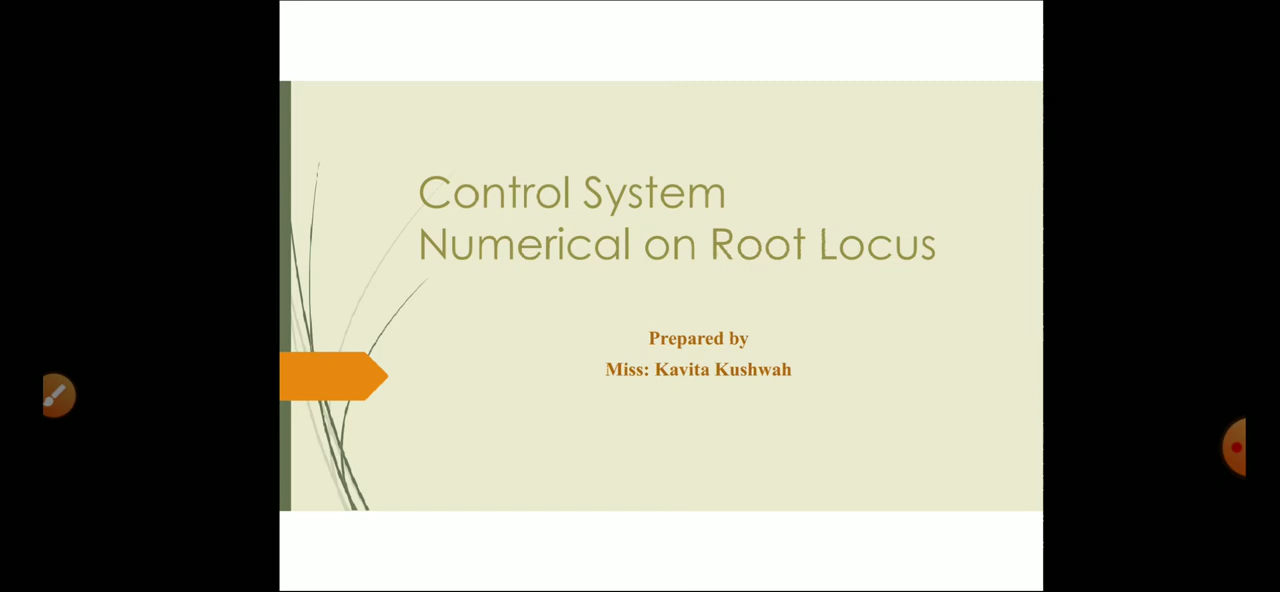 Control System
Numerical on Root Locus
Prepared by
Miss: Kavita Kushwah